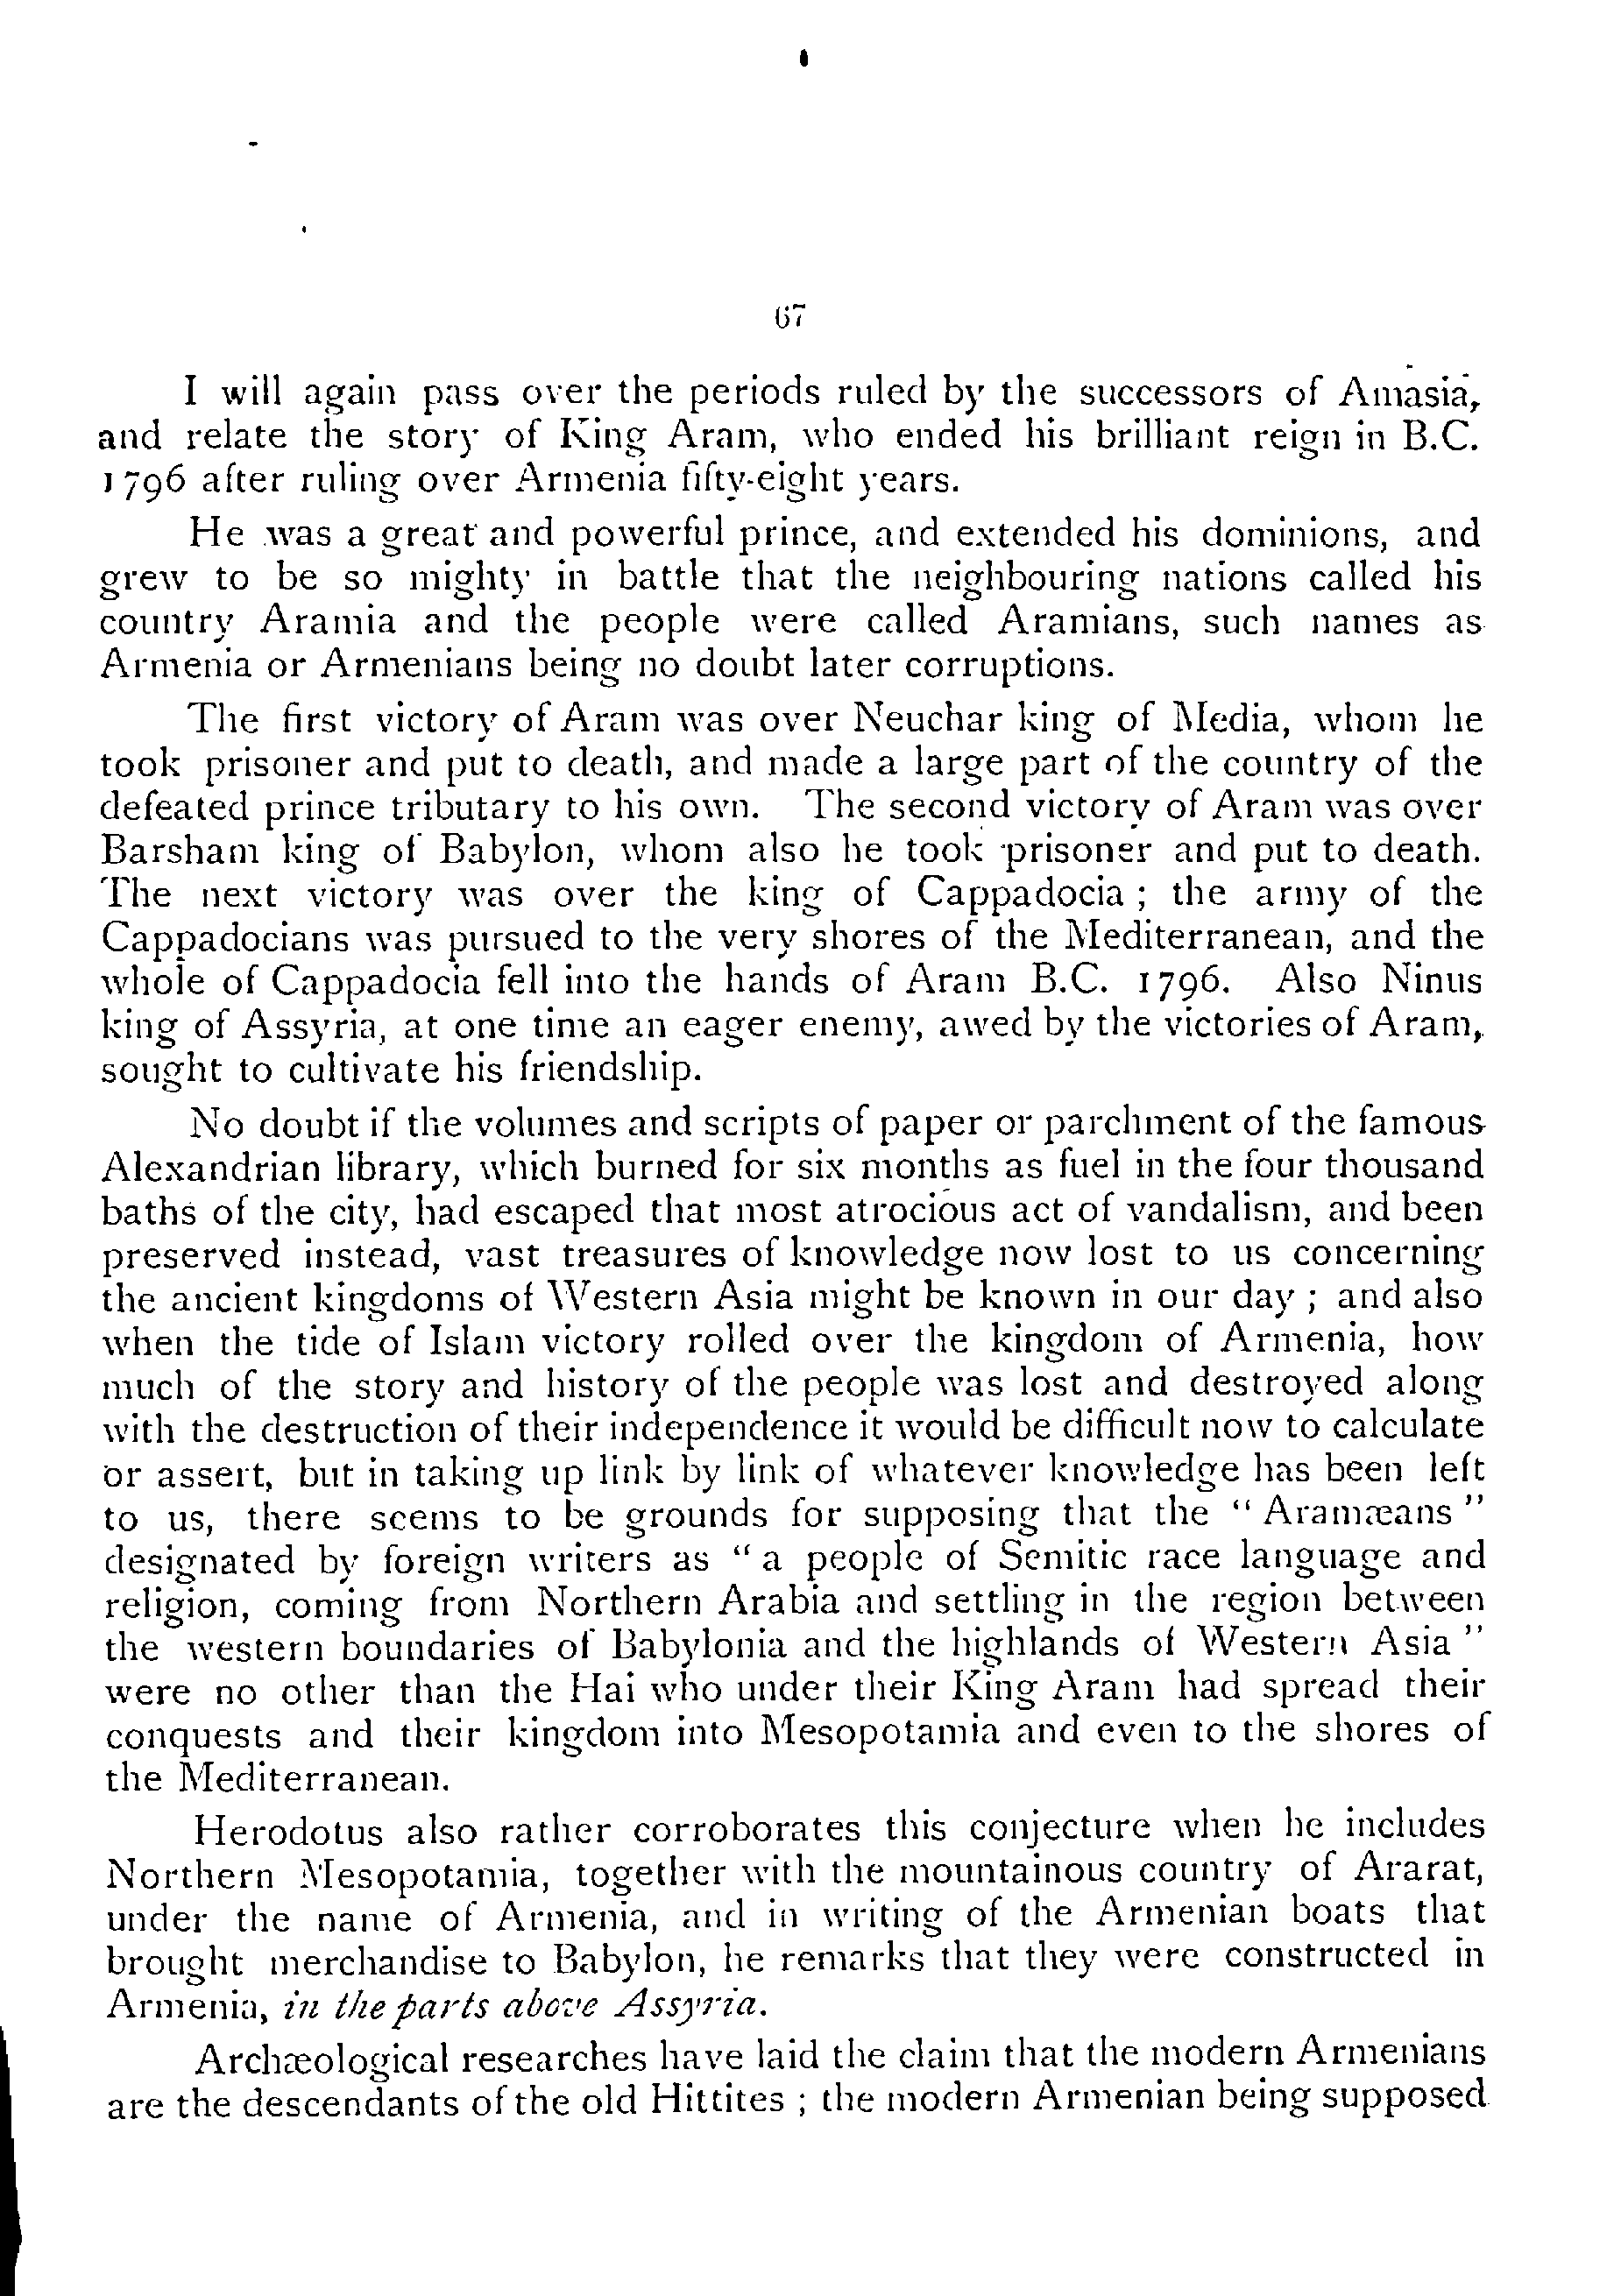 67
I will again pass over the periods ruled by the successors of Amasia,
and relate the story of King Aram, who ended his brilliant reign in B.C.
1796 after ruling over Armenia fifty-eight years.
He was a great and powerful prince, and extended his dominions, and
grew to be so mighty in battle that the neighbouring nations called his
country Aramia and the people were called Aramians, such names as
Armenia or Armenians being no doubt later corruptions.
The first victory of Aram was over Neuchar king of Media, whom he
took prisoner and put to death, and made a large part of the country of the
defeated prince tributary to his own. The second victory of Aram was over
Barsham king of Babylon, whom also he took prisoner and put to death.
The next victory was over the king of Cappadocia ; the army of the
Cappadocians was pursued to the very shores of the Mediterranean, and the
whole of Cappadocia fell into the hands of Aram B.C. 1796. Also Ninus
king of Assyria, at one time an eager enemy, awed by the victories of Aram,
sought to cultivate his friendship.
No doubt if the volumes and scripts of paper or parchment of the famous
Alexandrian library, which burned for six months as fuel in the four thousand
baths of the city, had escaped that most atrocious act of vandalism, and been
preserved instead, vast treasures of knowledge now lost to us concerning
the ancient kingdoms of Western Asia might be known in our day ; and also
when the tide of Islam victory rolled over the kingdom of Armenia, how
much of the story and history of the people was lost and destroyed along
with the destruction of their independence it would be difficult now to calculate
or assert, but in taking up link by link of whatever knowledge has been left
to us, there seems to be grounds for supposing that the “ Aramæans ”
designated by foreign writers as “ a people of Semitic race language and
religion, coming from Northern Arabia and settling in the region between
the western boundaries of Babylonia and the highlands of Western Asia ”
were no other than the Hai who under their King Aram had spread their
conquests and their kingdom into Mesopotamia and even to the shores of
the Mediterranean.
Herodotus also rather corroborates this conjecture when he includes
Northern Mesopotamia, together with the mountainous country of Ararat,
under the name of Armenia, and in writing of the Armenian boats that
brought merchandise to Babylon, he remarks that they were constructed in
Armenia, in the parts above Assyria.
Archæological researches have laid the claim that the modern Armenians
are the descendants of the old Hittites ; the modern Armenian being supposed